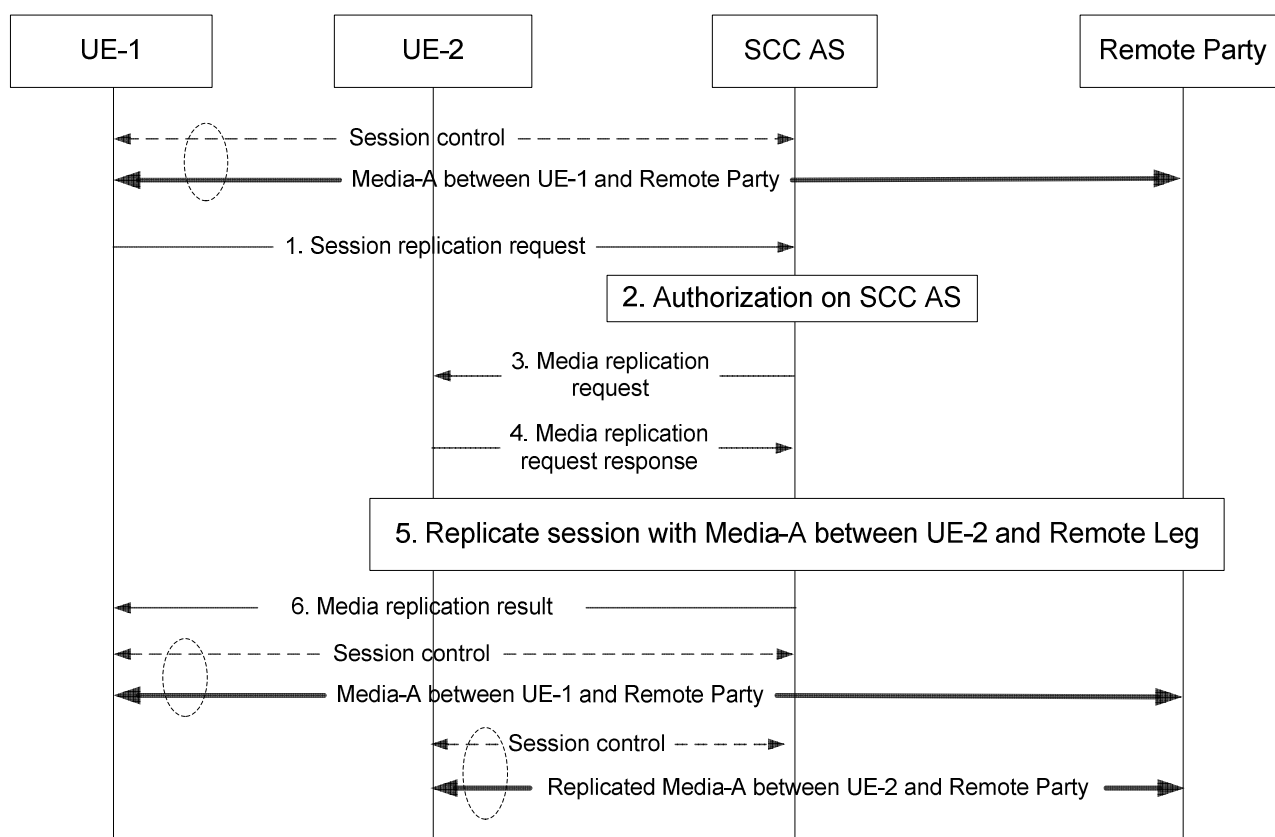 UE-1
UE-2
SCC AS
Remote Party
Session control
Media-A between UE-1 and Remote Party
1. Session replication request
2. Authorization on SCC AS
3. Media replication
request
4. Media replication
request response
5. Replicate session with Media-A between UE-2 and Remote Leg
6. Media replication result
Session control
Media-A between UE-1 and Remote Party
Session control
Replicated Media-A between UE-2 and Remote Party